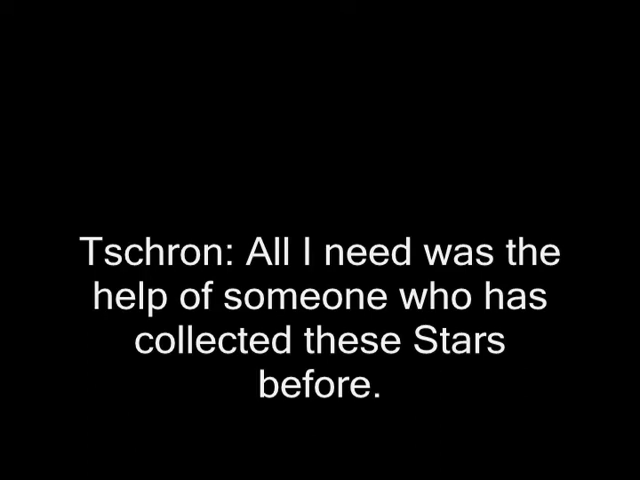 Tschron: All I need was the
help of someone who has
collected these Stars
before.